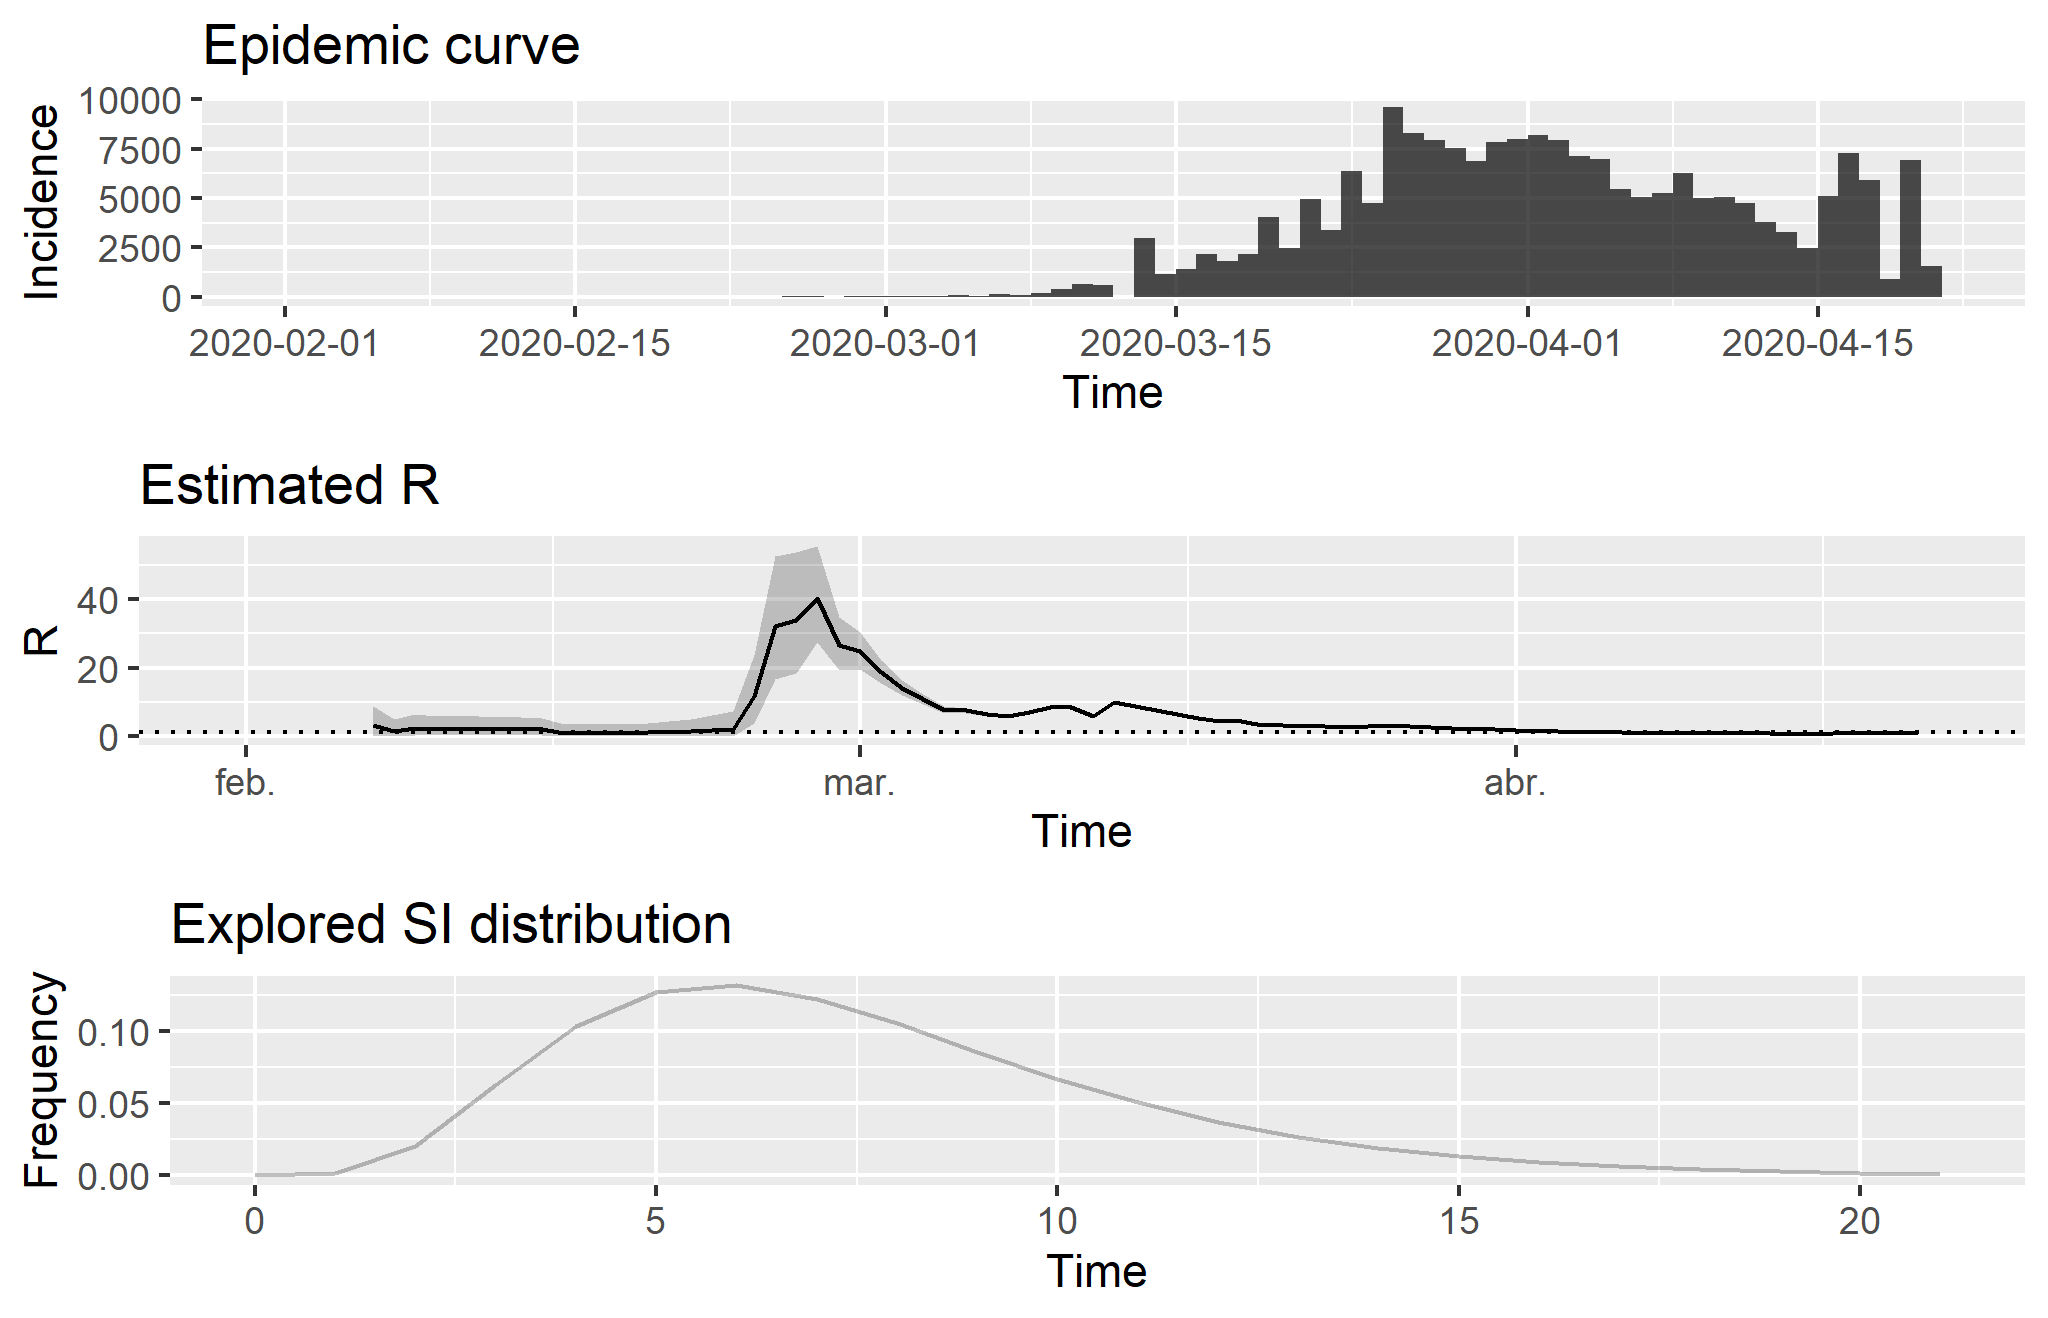 Epidemic curve
Incidence
10000
7500
5000
2500
0
2020-02-01 2020-02-15 2020-03-01 2020-03-15 2020-04-01 2020-04-15
Time
Estimated R
R
40
20
0
feb. mar. abr.
Time
Explored SI distribution
Frequency
0.10
0.05
0.00
0 5 10 15 20
Time